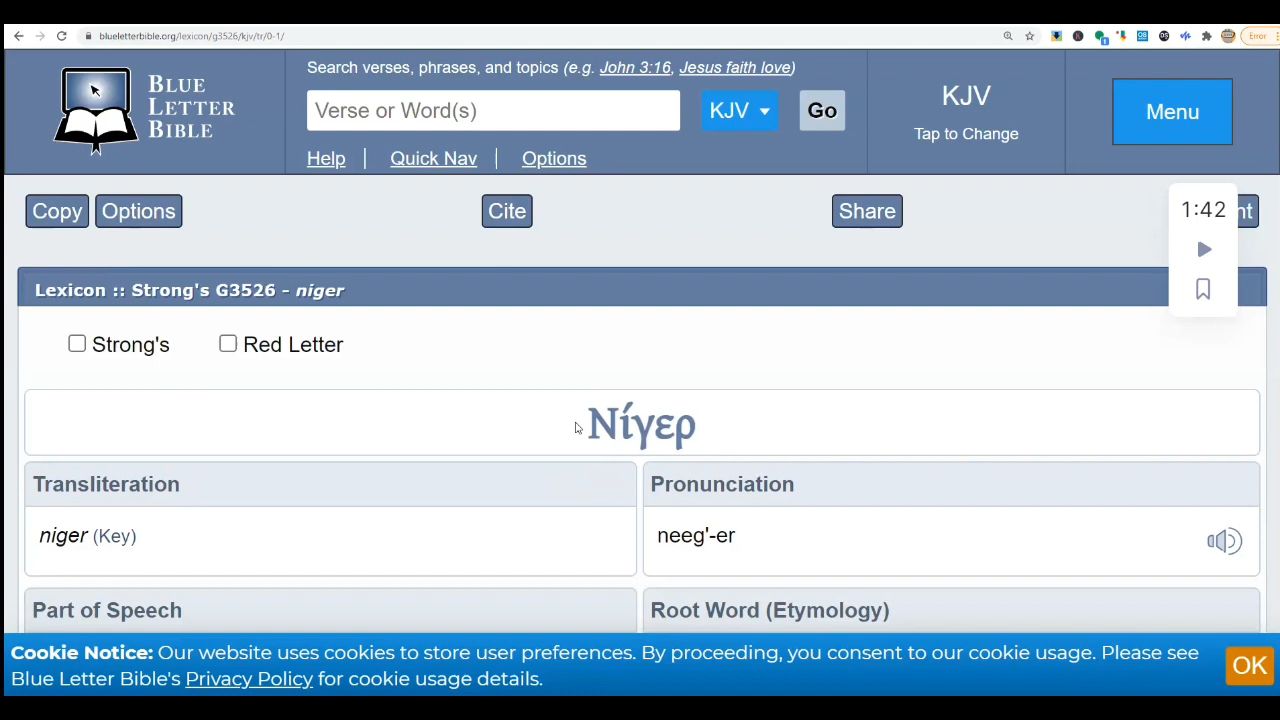 blueletterbible.org/lexicon/g3526/kjv/tr/0-1/
Error
BLUE
LETTER
BIBLE
Search verses, phrases, and topics (e.g. John 3:16, Jesus faith love)
Verse or Word(s)
KJV
Go
Help
Quick Nav
Options
KJV
Tap to Change
Menu
Copy
Options
Cite
Share
nt
1:42
Lexicon :: Strong's G3526 - niger
Strong's
Red Letter
Νίγερ
Transliteration
Pronunciation
niger (Key)
neeg'-er
Part of Speech
Root Word (Etymology)
Cookie Notice: Our website uses cookies to store user preferences. By proceeding, you consent to our cookie usage. Please see
Blue Letter Bible's Privacy Policy for cookie usage details.
OK